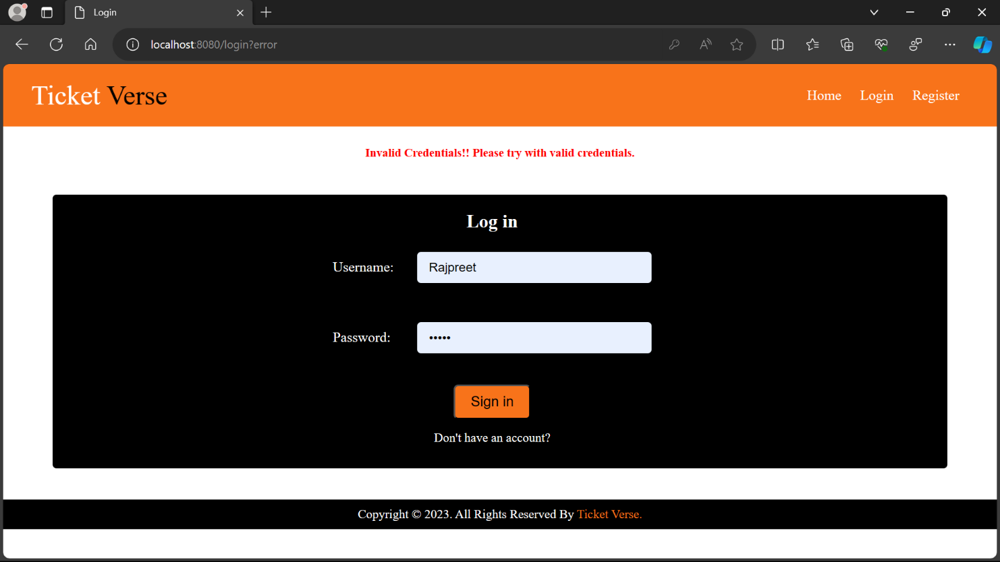 Login
localhost:8080/login?error
Ticket Verse
Home Login Register
Invalid Credentials!! Please try with valid credentials.
Log in
Username: Rajpreet
Password: •••••
Sign in
Don't have an account?
Copyright © 2023. All Rights Reserved By Ticket Verse.